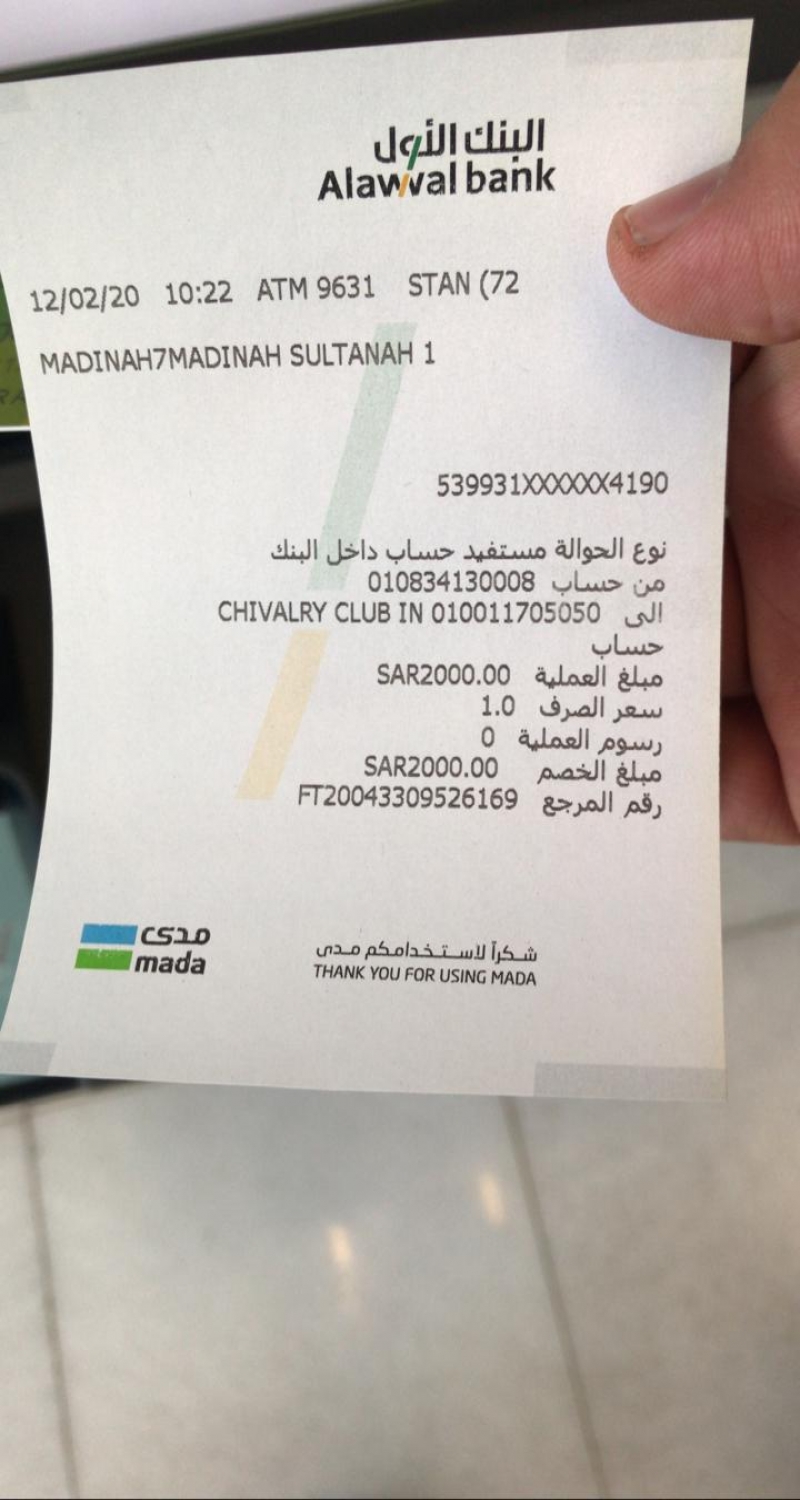 البنك الأول
Alawwal bank
12/02/20 10:22 ATM 9631 STAN (72
MADINAH7MADINAH SULTANAH 1
539931XXXXXX4190
نوع الحوالة مستفيد حساب داخل البنك
من حساب 010834130008
الى CHIVALRY CLUB IN 010011705050
حساب
مبلغ العملية SAR2000.00
سعر الصرف 1.0
رسوم العملية 0
مبلغ الخصم SAR2000.00
رقم المرجع FT20043309526169
مدى
mada
شكراً لاستخدامكم مدى
THANK YOU FOR USING MADA